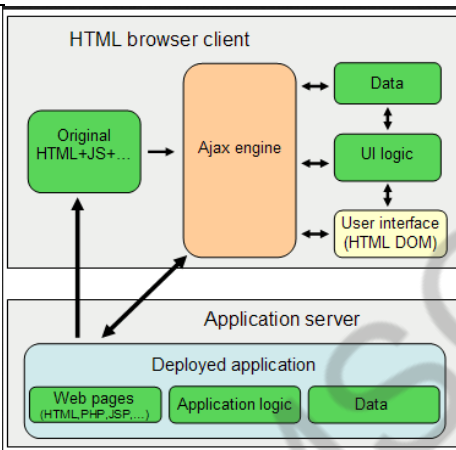 HTML browser client
Original
HTML+JS+...
Ajax engine
Data
UI logic
User interface
(HTML DOM)
Application server
Deployed application
Web pages
(HTML,PHP,JSP,...)
Application logic
Data